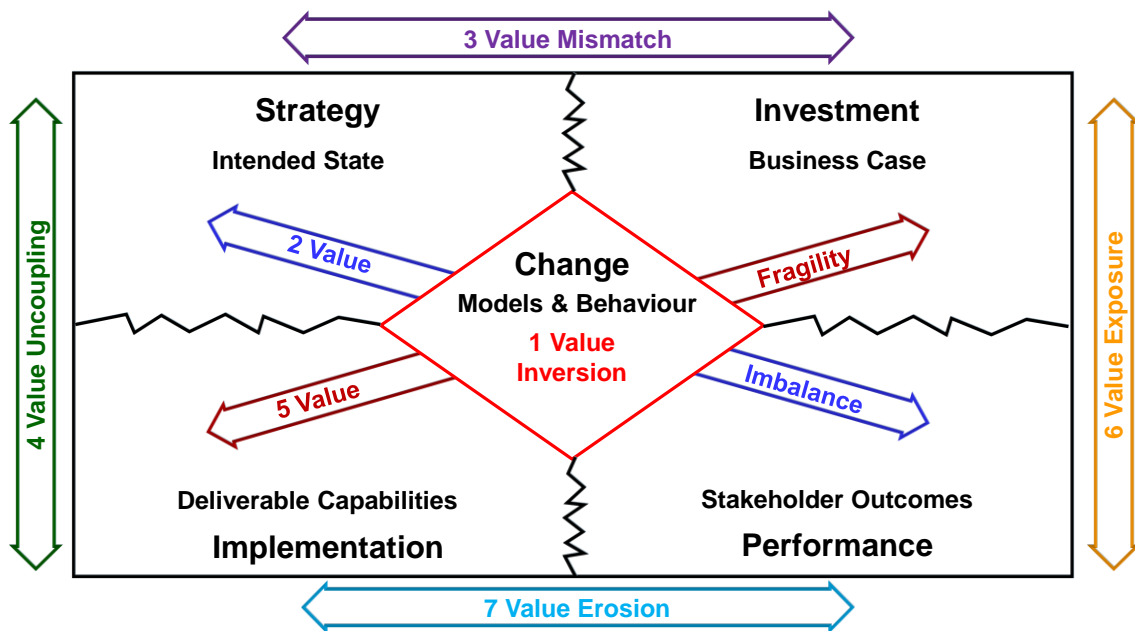 3 Value Mismatch
Strategy
Intended State
Investment
Business Case
4 Value Uncoupling
2 Value
Fragility
Change
Models & Behaviour
1 Value
Inversion
5 Value
Imbalance
6 Value Exposure
Deliverable Capabilities
Implementation
Stakeholder Outcomes
Performance
7 Value Erosion